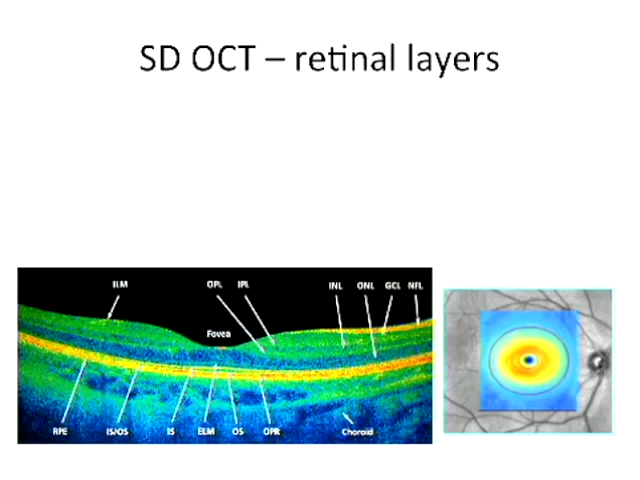 SD OCT – retinal layers
ILM OPL IPL INL ONL GCL NFL
Fovea
RPE IS/OS IS ELM OS OPR Choroid